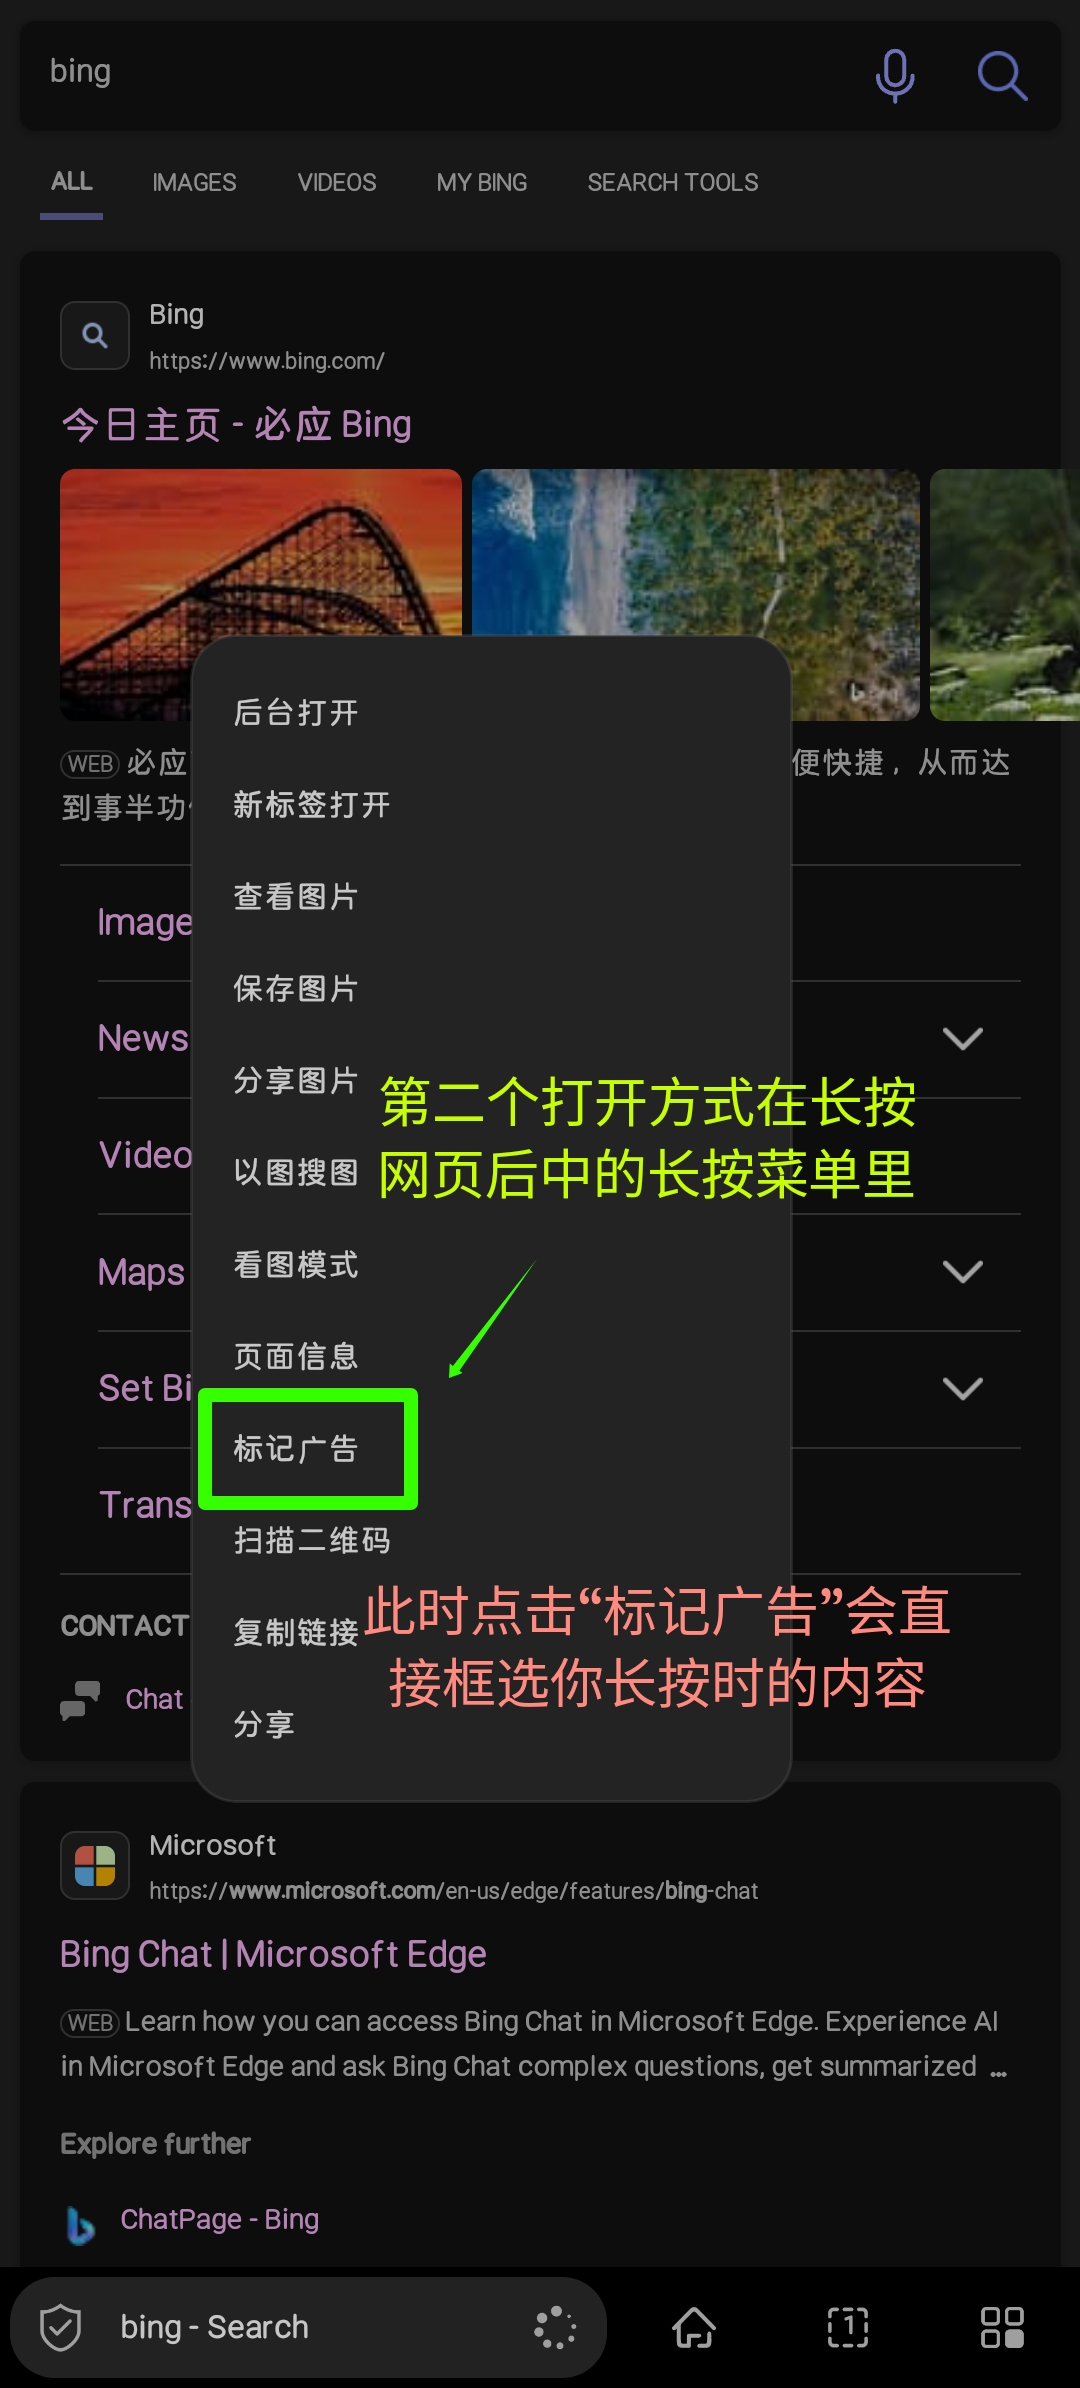 bing
ALL IMAGES VIDEOS MY BING SEARCH TOOLS
Bing
https://www.bing.com/
今日主页 - 必应 Bing
后台打开
新标签打开
查看图片
保存图片
分享图片
以图搜图
看图模式
页面信息
标记广告
扫描二维码
复制链接
分享
第二个打开方式在长按
网页后中的长按菜单里
此时点击“标记广告”会直
接框选你长按时的内容
WEB 必应
便快捷，从而达
到事半功
Image
News
Video
Maps
Set Bi
Trans
CONTACT
Chat
Microsoft
https://www.microsoft.com/en-us/edge/features/bing-chat
Bing Chat | Microsoft Edge
WEB Learn how you can access Bing Chat in Microsoft Edge. Experience AI
in Microsoft Edge and ask Bing Chat complex questions, get summarized ...
Explore further
ChatPage - Bing
bing - Search
1